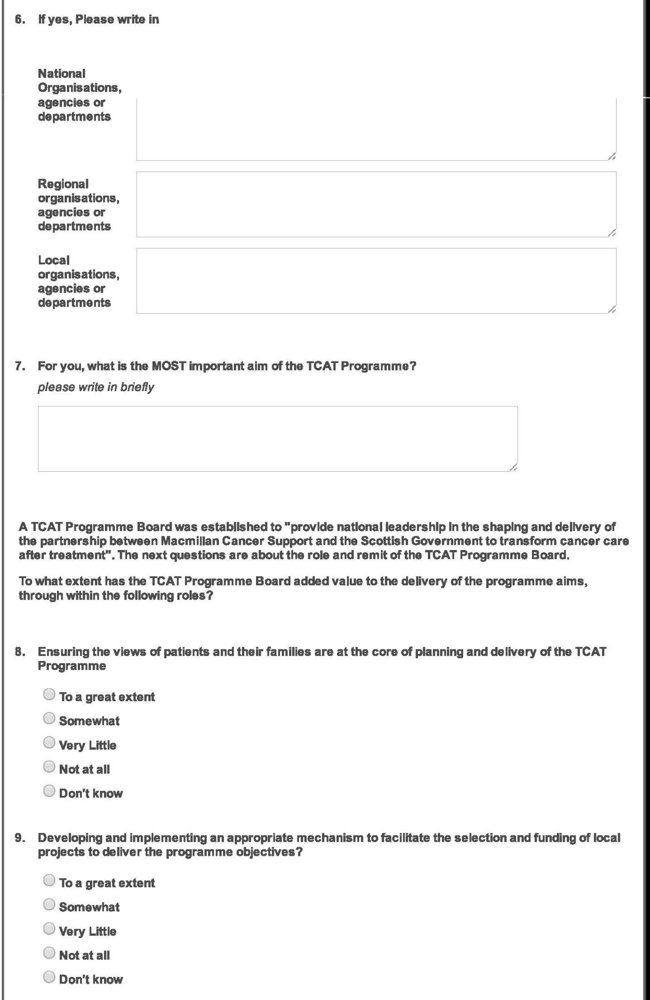 6. If yes, Please write in
National
Organisations,
agencies or
departments
Regional
organisations,
agencies or
departments
Local
organisations,
agencies or
departments
7. For you, what is the MOST important aim of the TCAT Programme?
please write in briefly
A TCAT Programme Board was established to "provide national leadership in the shaping and delivery of
the partnership between Macmillan Cancer Support and the Scottish Government to transform cancer care
after treatment". The next questions are about the role and remit of the TCAT Programme Board.
To what extent has the TCAT Programme Board added value to the delivery of the programme aims,
through within the following roles?
8. Ensuring the views of patients and their families are at the core of planning and delivery of the TCAT
Programme
To a great extent
Somewhat
Very Little
Not at all
Don't know
9. Developing and implementing an appropriate mechanism to facilitate the selection and funding of local
projects to deliver the programme objectives?
To a great extent
Somewhat
Very Little
Not at all
Don't know